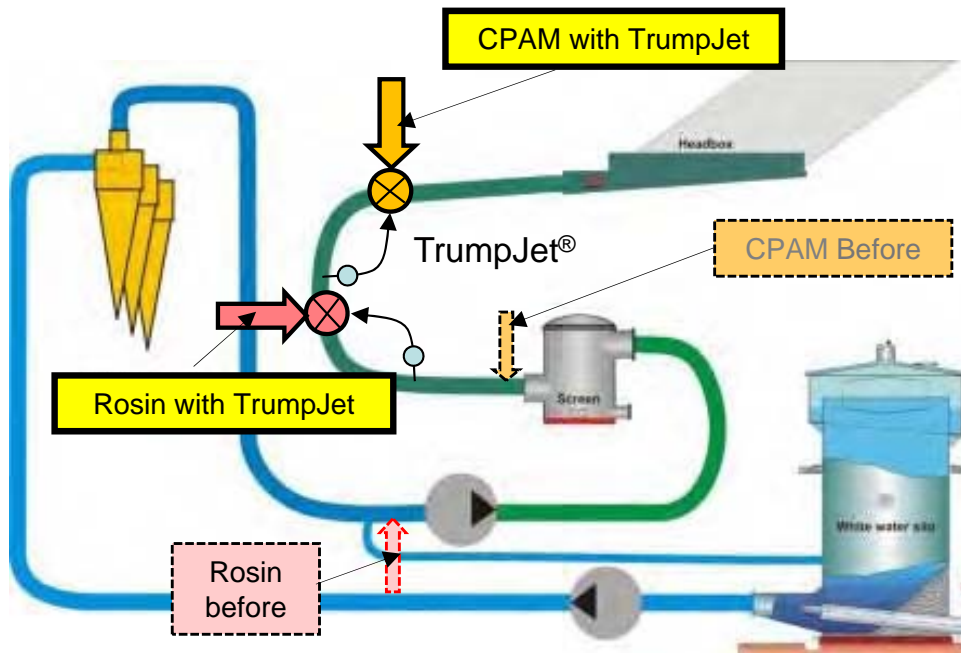 CPAM with TrumpJet
Headbox
TrumpJet®
CPAM Before
Rosin with TrumpJet
Screen
White water silo
Rosin
before